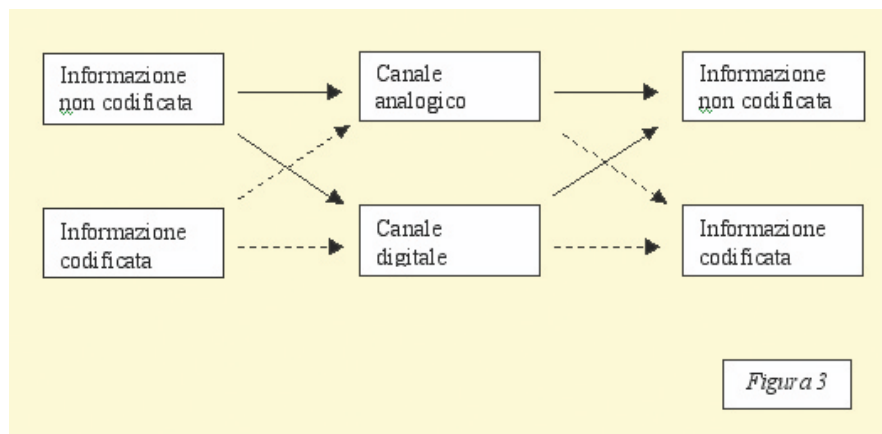 Informazione
non codificata
Canale
analogico
Informazione
non codificata
Informazione
codificata
Canale
digitale
Informazione
codificata
Figura 3